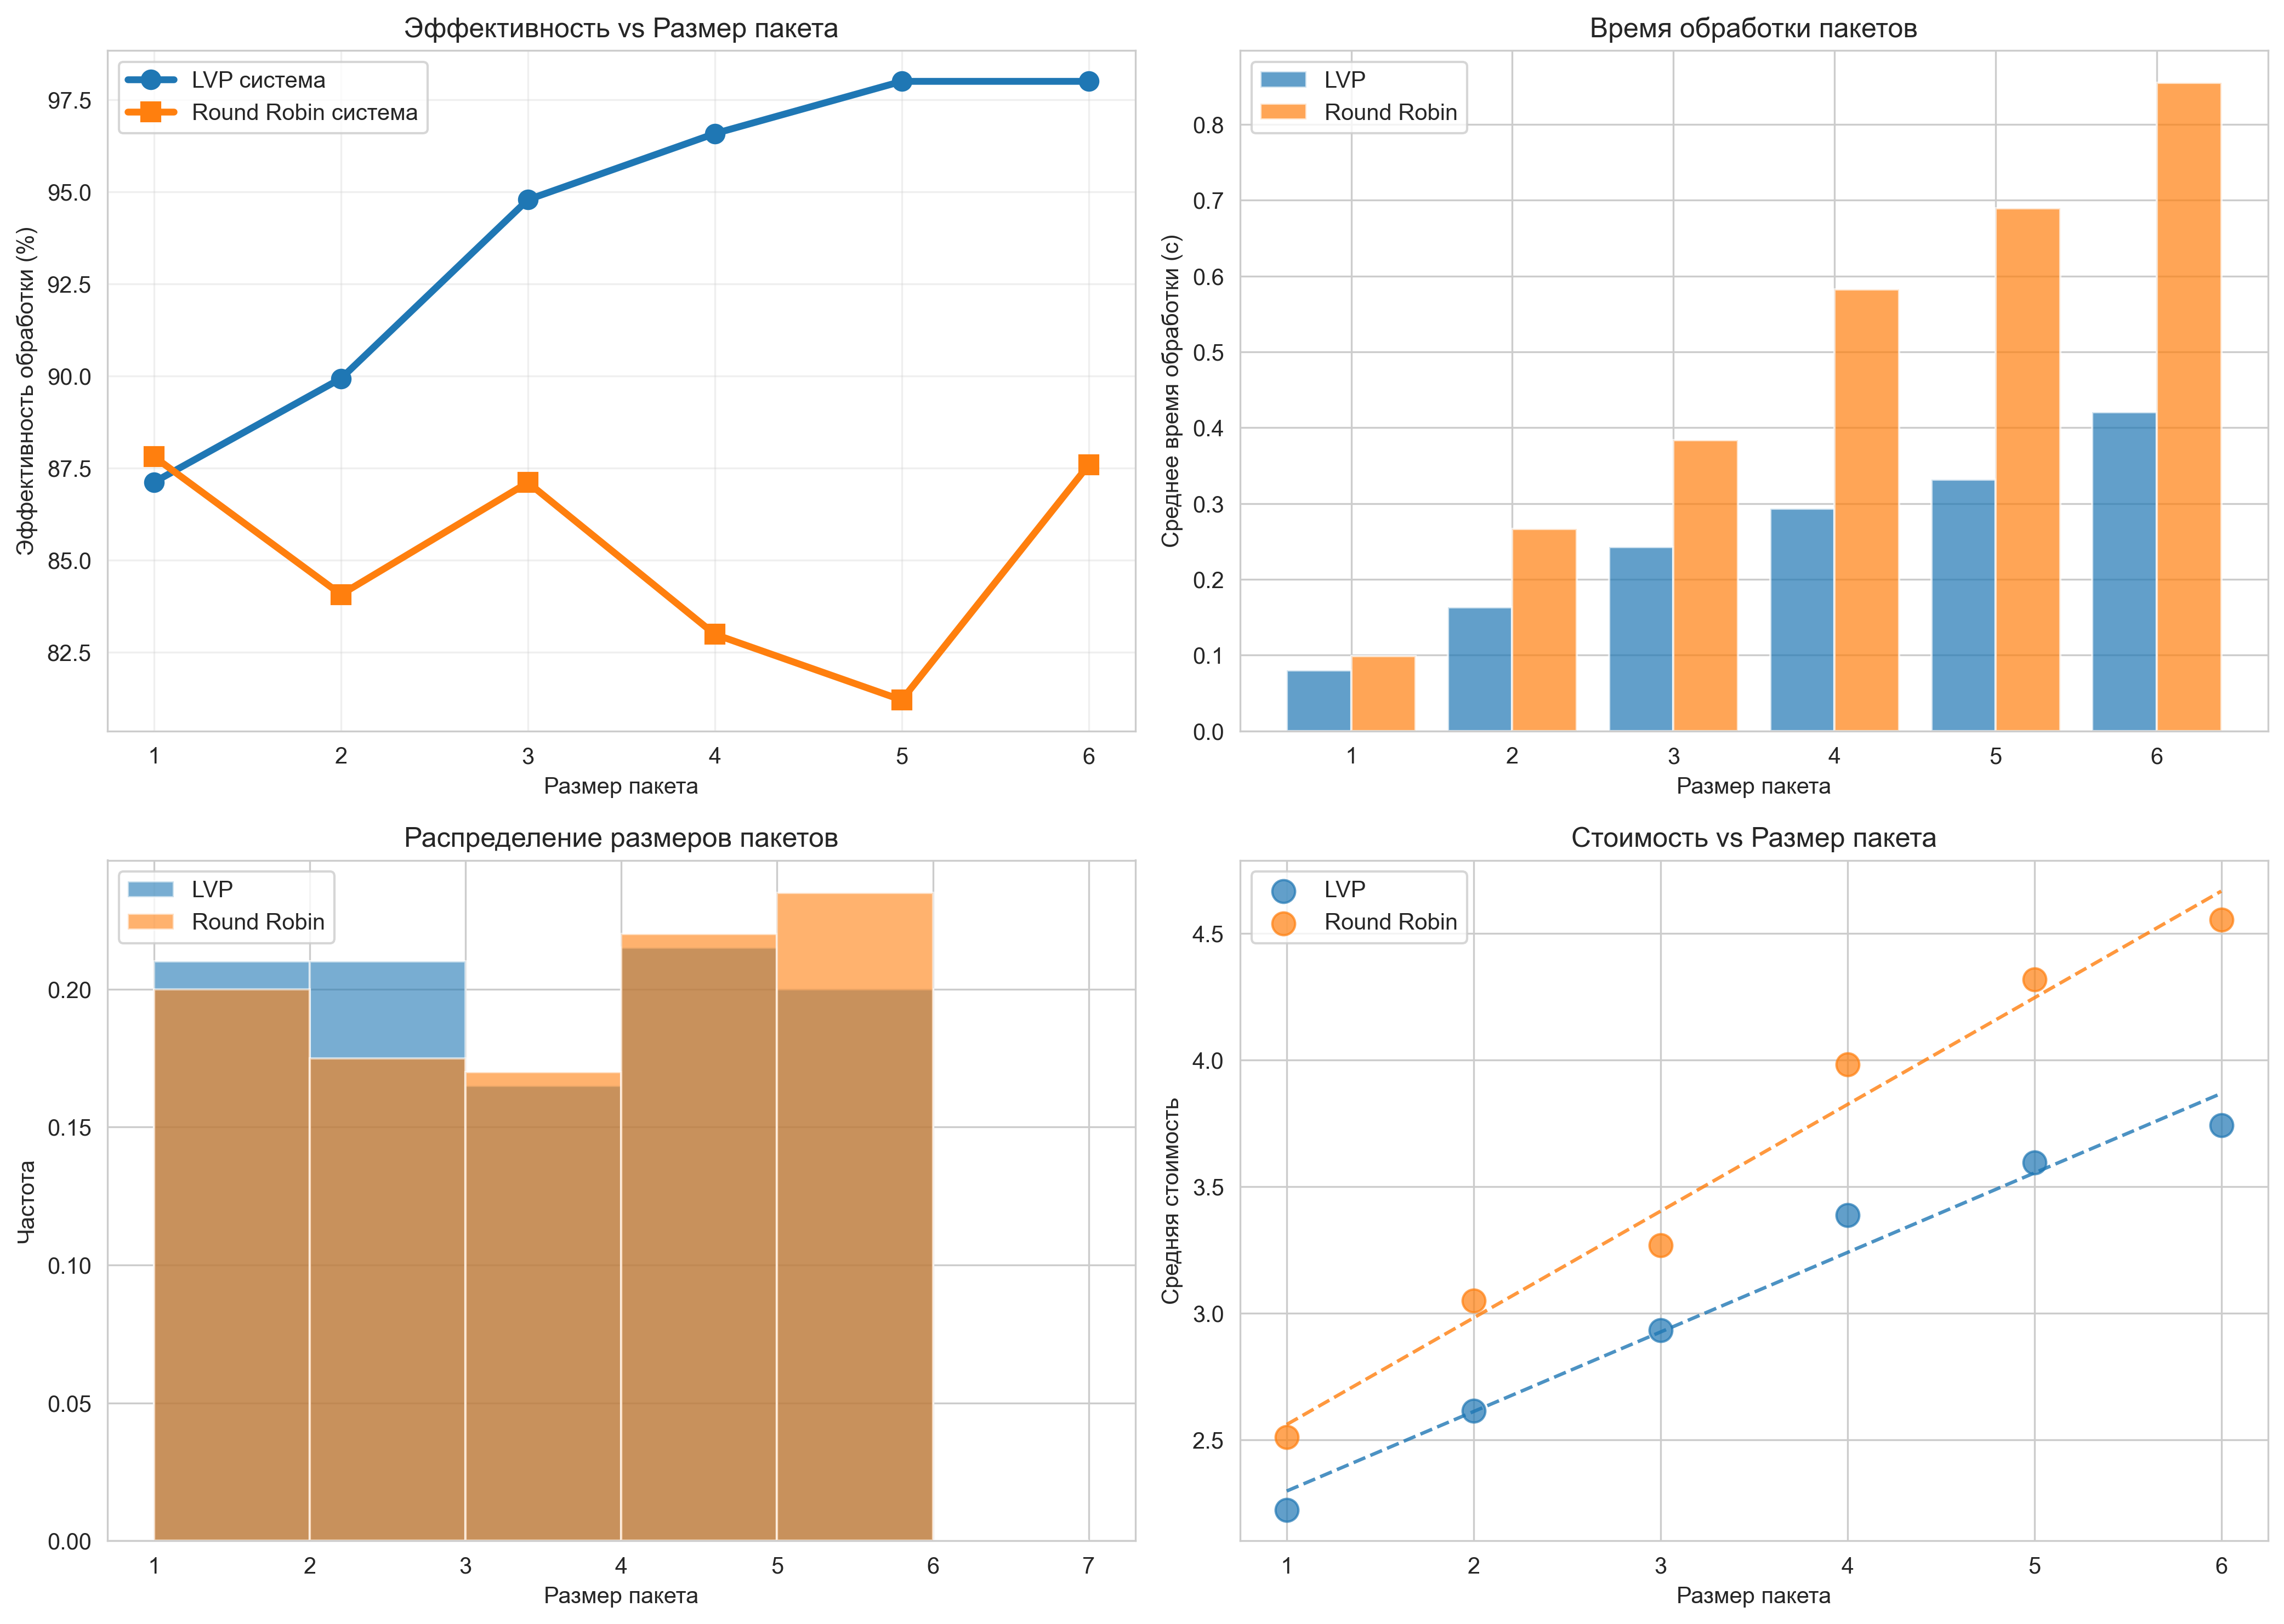 Эффективность vs Размер пакета
LVP система
Round Robin система
Эффективность обработки (%)
97.5
95.0
92.5
90.0
87.5
85.0
82.5
1 2 3 4 5 6
Размер пакета
Время обработки пакетов
LVP
Round Robin
Среднее время обработки (с)
0.8
0.7
0.6
0.5
0.4
0.3
0.2
0.1
0.0
1 2 3 4 5 6
Размер пакета
Распределение размеров пакетов
LVP
Round Robin
Частота
0.20
0.15
0.10
0.05
0.00
1 2 3 4 5 6 7
Размер пакета
Стоимость vs Размер пакета
LVP
Round Robin
Средняя стоимость
4.5
4.0
3.5
3.0
2.5
1 2 3 4 5 6
Размер пакета